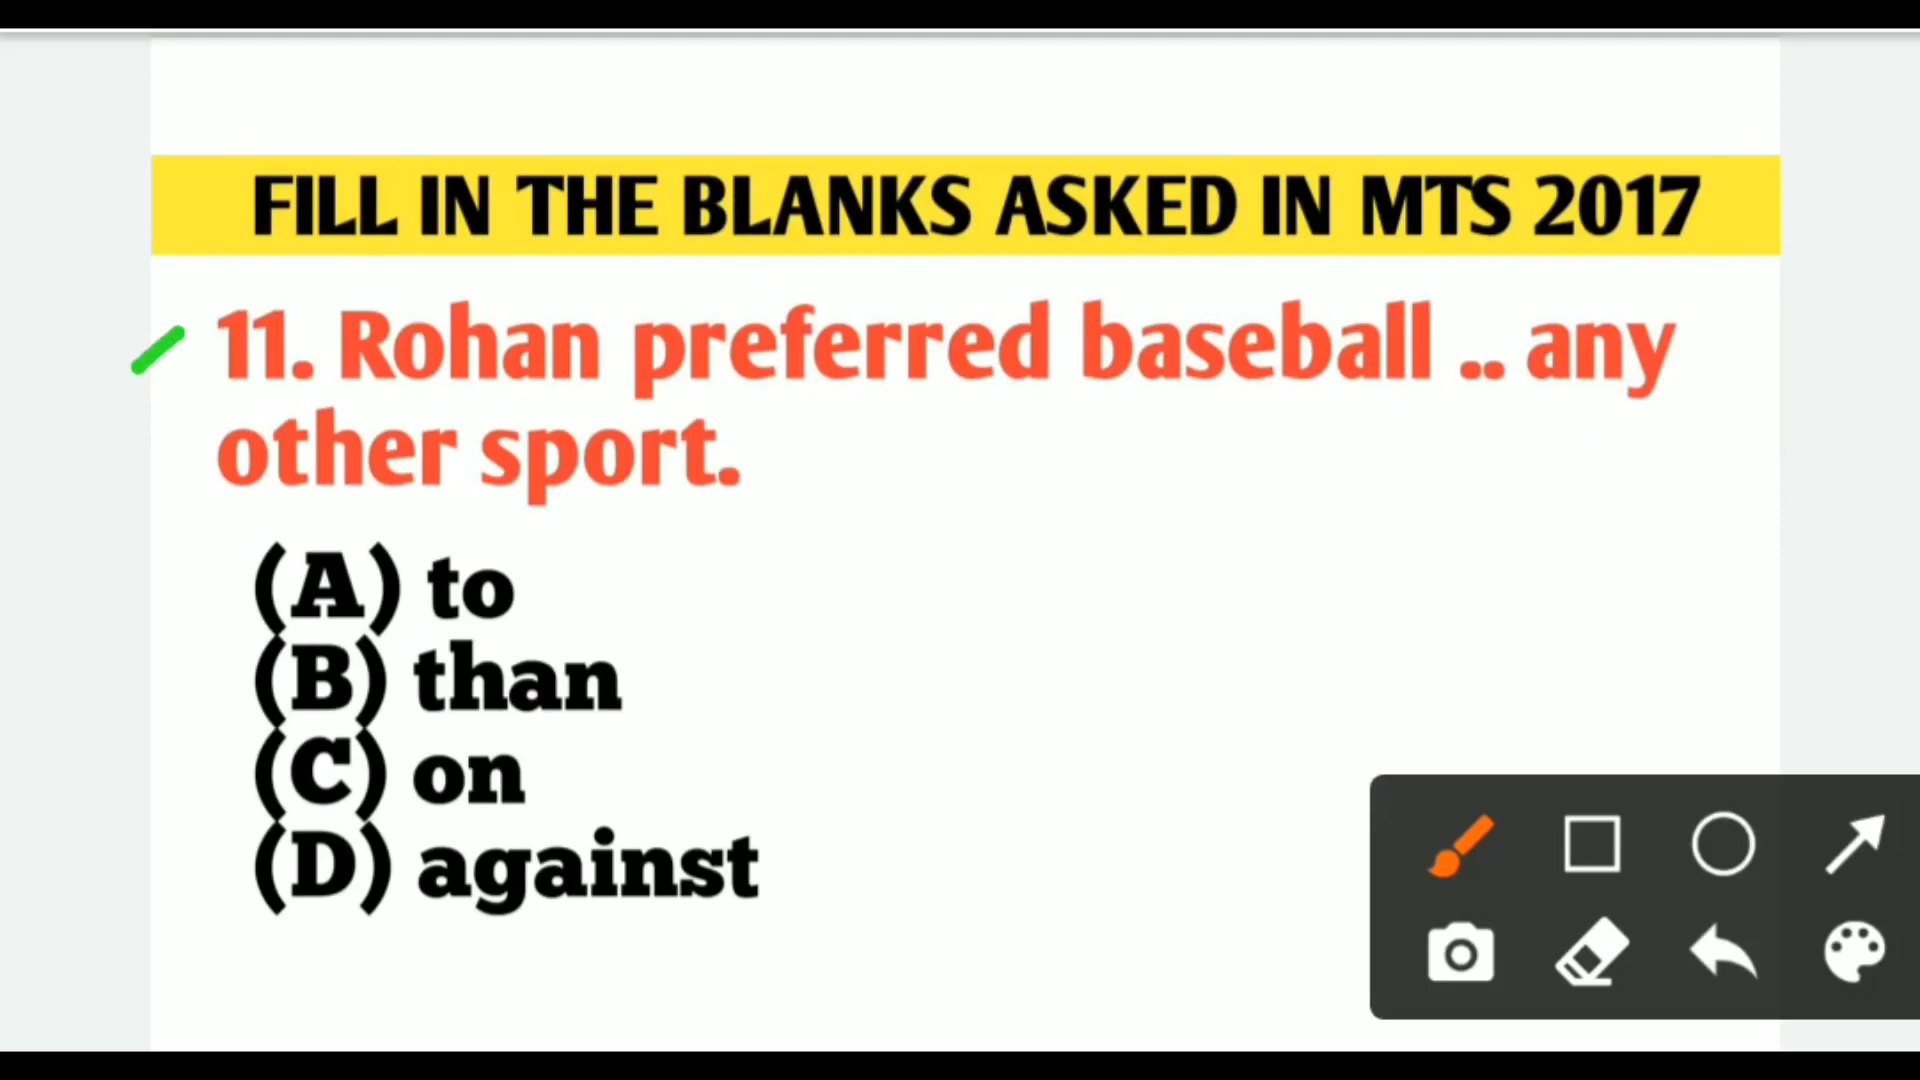 FILL IN THE BLANKS ASKED IN MTS 2017
11. Rohan preferred baseball .. any
other sport.
(A) to
(B) than
(C) on
(D) against